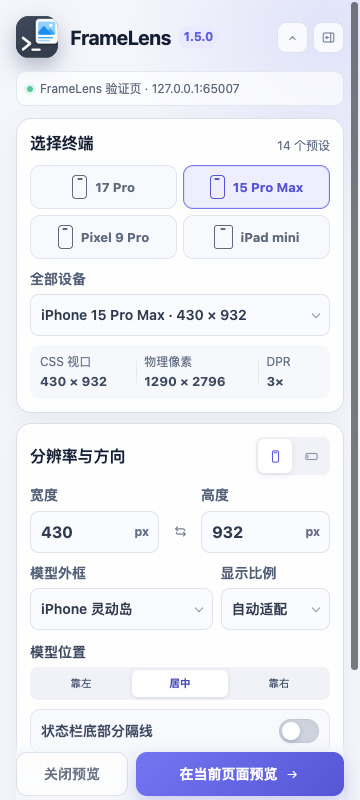 FrameLens 1.5.0
FrameLens 验证页 · 127.0.0.1:65007
选择终端 14 个预设
17 Pro 15 Pro Max
Pixel 9 Pro iPad mini
全部设备
iPhone 15 Pro Max · 430 × 932
CSS 视口 物理像素 DPR
430 × 932 1290 × 2796 3×
分辨率与方向
宽度 高度
430 px 932 px
模型外框 显示比例
iPhone 灵动岛 自动适配
模型位置
靠左 居中 靠右
状态栏底部分隔线
关闭预览 在当前页面预览 →